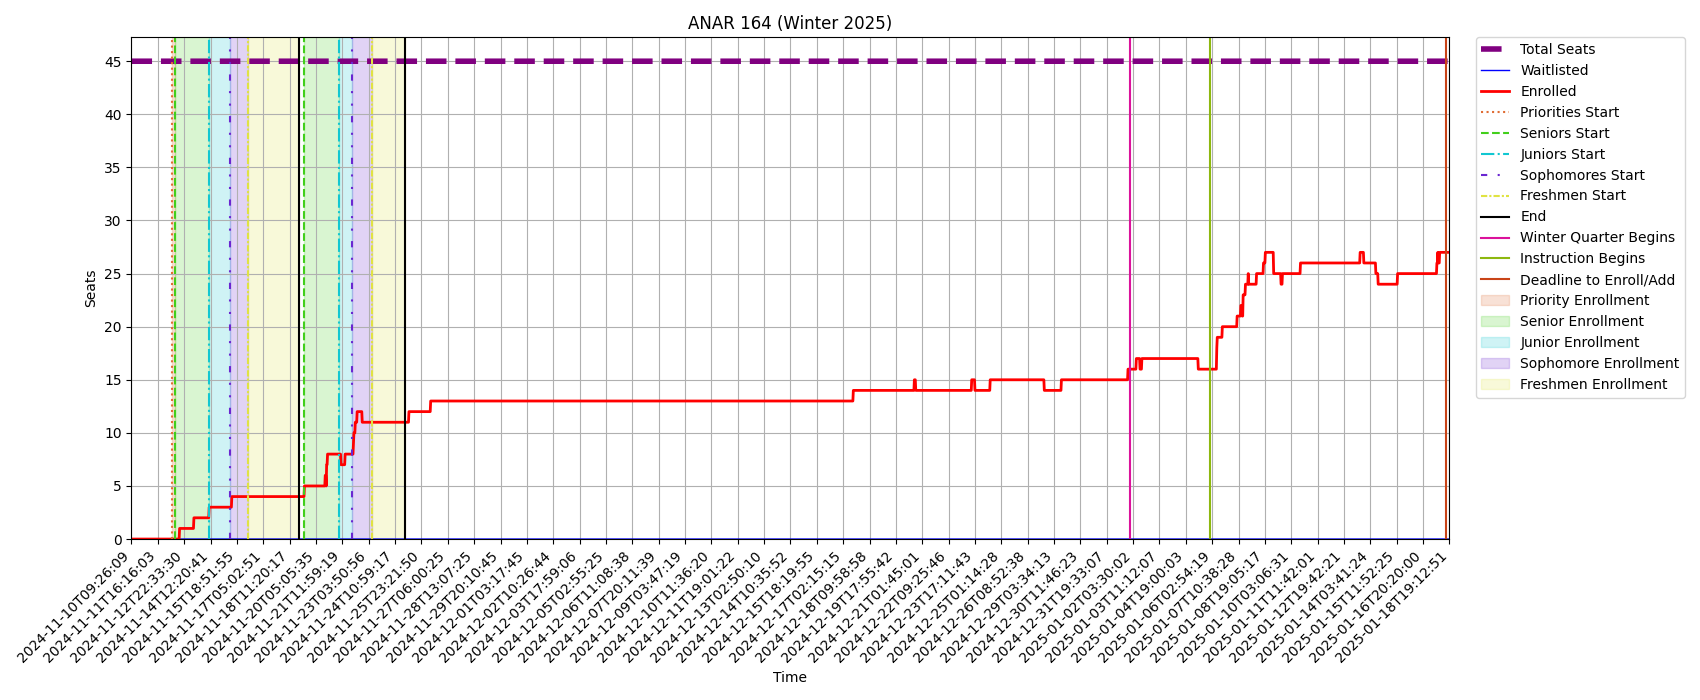 ANAR 164 (Winter 2025)
Seats
45
40
35
30
25
20
15
10
5
0
2024-11-10T09:26:09
2024-11-11T16:16:03
2024-11-12T22:33:30
2024-11-14T12:20:41
2024-11-15T18:51:55
2024-11-17T05:02:51
2024-11-18T11:20:17
2024-11-20T05:05:35
2024-11-21T11:59:19
2024-11-23T03:50:56
2024-11-24T10:59:17
2024-11-25T23:21:50
2024-11-27T06:00:25
2024-11-28T13:07:25
2024-11-29T20:10:45
2024-12-01T03:17:45
2024-12-02T10:26:44
2024-12-03T17:59:06
2024-12-05T02:55:25
2024-12-06T11:08:38
2024-12-07T20:11:39
2024-12-09T03:47:19
2024-12-10T11:36:20
2024-12-11T19:01:22
2024-12-13T02:50:10
2024-12-14T10:35:52
2024-12-15T18:19:55
2024-12-17T02:15:15
2024-12-18T09:58:58
2024-12-19T17:55:42
2024-12-21T01:45:01
2024-12-22T09:25:46
2024-12-23T17:11:43
2024-12-25T01:14:28
2024-12-26T08:52:38
2024-12-29T03:34:13
2024-12-30T11:46:23
2024-12-31T19:33:07
2025-01-02T03:30:02
2025-01-03T11:12:07
2025-01-04T19:00:03
2025-01-06T02:54:19
2025-01-07T10:38:28
2025-01-08T19:05:17
2025-01-10T03:06:31
2025-01-11T11:42:01
2025-01-12T19:42:21
2025-01-14T03:41:24
2025-01-15T11:52:25
2025-01-16T20:20:00
2025-01-18T19:12:51
Time
Total Seats
Waitlisted
Enrolled
Priorities Start
Seniors Start
Juniors Start
Sophomores Start
Freshmen Start
End
Winter Quarter Begins
Instruction Begins
Deadline to Enroll/Add
Priority Enrollment
Senior Enrollment
Junior Enrollment
Sophomore Enrollment
Freshmen Enrollment